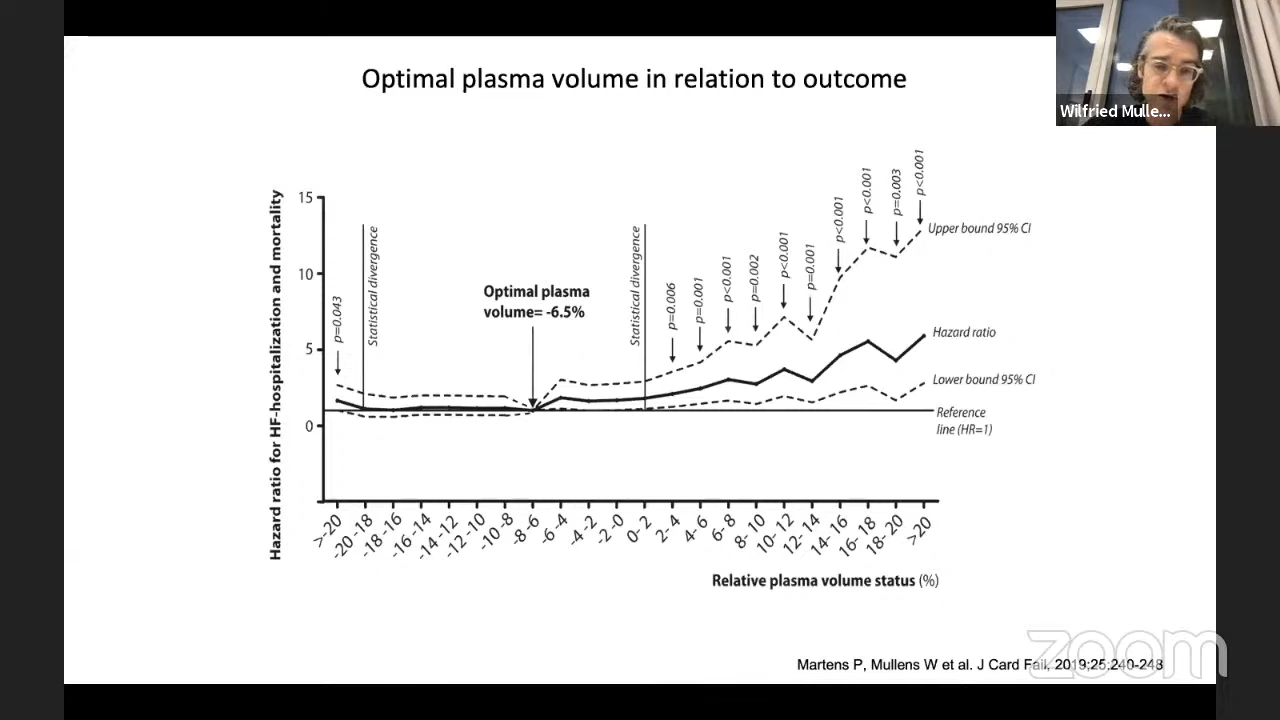 Optimal plasma volume in relation to outcome
Wilfried Mulle...
Hazard ratio for HF-hospitalization and mortality
15
10
5
0
p=0.043
Statistical divergence
Optimal plasma
volume= -6.5%
Statistical divergence
p=0.006
p=0.001
p<0.001
p=0.002
p<0.001
p=0.001
p<0.001
p<0.001
p=0.003
p<0.001
Upper bound 95% CI
Hazard ratio
Lower bound 95% CI
Reference
line (HR=1)
>-20
-20 -18
-18 -16
-16 -14
-14 -12
-12 -10
-10 -8
-8 -6
-6 -4
-4 -2
-2 -0
0- 2
2- 4
4- 6
6- 8
8- 10
10- 12
12- 14
14- 16
16- 18
18- 20
>20
Relative plasma volume status (%)
Martens P, Mullens W et al. J Card Fail, 2019;25;240-248
zoom